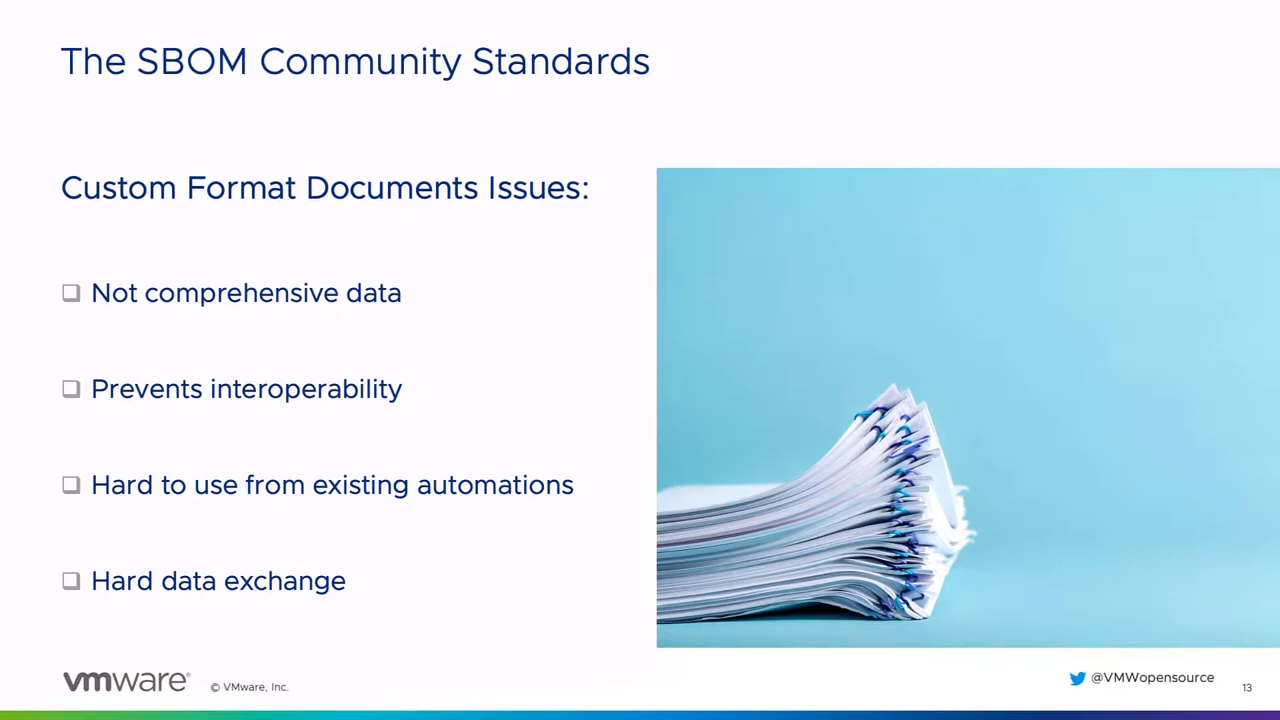 The SBOM Community Standards
Custom Format Documents Issues:
Not comprehensive data
Prevents interoperability
Hard to use from existing automations
Hard data exchange
vmware® © VMware, Inc.
@VMWopensource
13